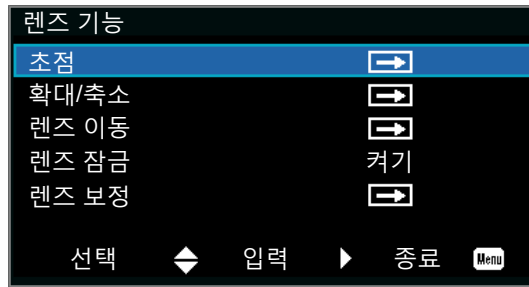 렌즈 기능
초점
확대/축소
렌즈 이동
렌즈 잠금 켜기
렌즈 보정
선택 입력 종료 Menu